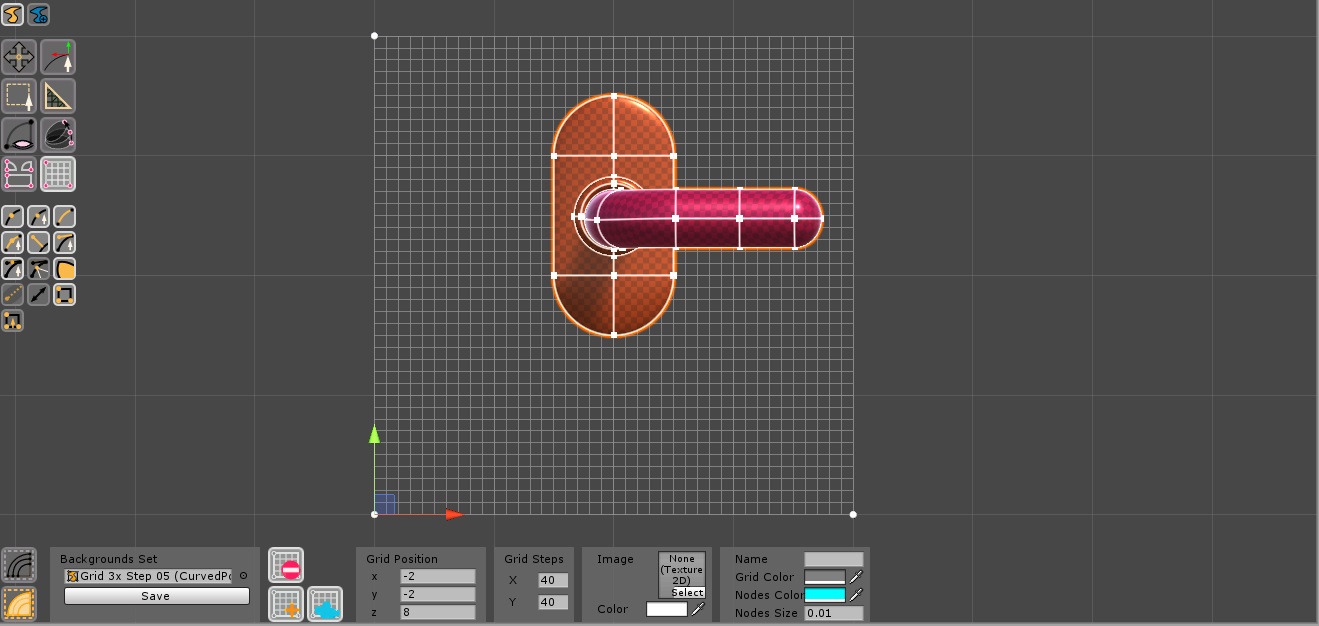 Backgrounds Set
Grid 3x Step 05 (CurvedPo
Save
Grid Position
x -2
y -2
z 8
Grid Steps
X 40
Y 40
Image
None
(Texture
2D)
Select
Color
Name
Grid Color
Nodes Color
Nodes Size 0.01